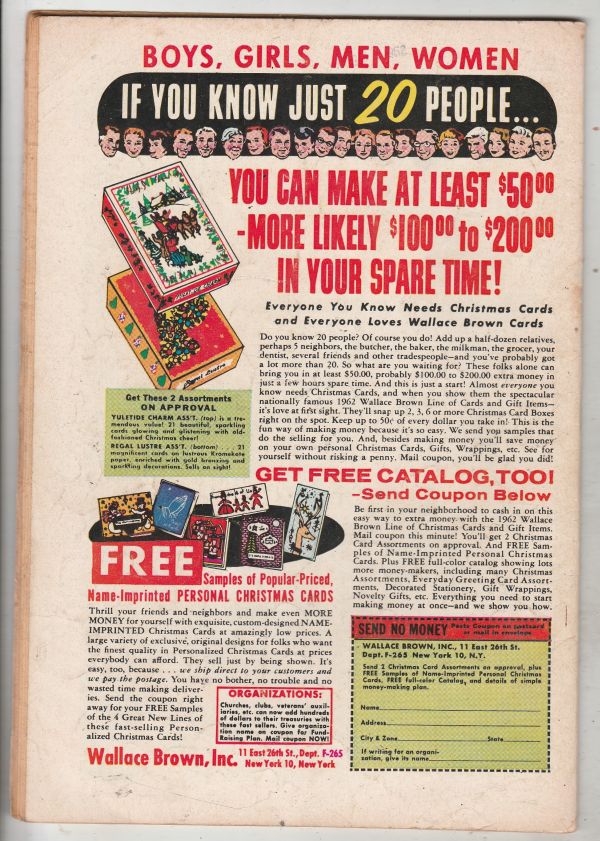 BOYS, GIRLS, MEN, WOMEN
IF YOU KNOW JUST 20 PEOPLE...
YOU CAN MAKE AT LEAST $50⁰⁰
-MORE LIKELY $100⁰⁰ to $200⁰⁰
IN YOUR SPARE TIME!
Everyone You Know Needs Christmas Cards
and Everyone Loves Wallace Brown Cards
Do you know 20 people? Of course you do! Add up a half-dozen relatives,
perhaps 5 neighbors, the butcher, the baker, the milkman, the grocer, your
dentist, several friends and other tradespeople—and you've probably got
a lot more than 20. So what are you waiting for? These folks alone can
bring you in at least $50.00, probably $100.00 to $200.00 extra money in
just a few hours spare time. And this is just a start! Almost everyone you
know needs Christmas Cards, and when you show them the spectacular
nationally famous 1962 Wallace Brown Line of Cards and Gift Items—
it's love at first sight. They'll snap up 2, 3, 6 or more Christmas Card Boxes
right on the spot. Keep up to 50¢ of every dollar you take in! This is the
fun way of making money because it's so easy. We send you samples that
do the selling for you. And, besides making money you'll save money
on your own personal Christmas Cards, Gifts, Wrappings, etc. See for
yourself without risking a penny. Mail coupon, you'll be glad you did!
Get These 2 Assortments
ON APPROVAL
YULETIDE CHARM ASS'T. (top) is a tre-
mendous value! 21 beautiful, sparkling
cards glowing and glistening with old-
fashioned Christmas cheer!
REGAL LUSTRE ASS'T. (bottom) 21
magnificent cards on lustrous Kromekote
paper, enriched with gold bronzing and
sparkling decorations. Sells on sight!
GET FREE CATALOG, TOO!
-Send Coupon Below
Be first in your neighborhood to cash in on this
easy way to extra money with the 1962 Wallace
Brown Line of Christmas Cards and Gift Items.
Mail coupon this minute! You'll get 2 Christmas
Card Assortments on approval. And FREE Sam-
ples of Name-Imprinted Personal Christmas
Cards. Plus FREE full-color catalog showing lots
more money-makers, including many Christmas
Assortments, Everyday Greeting Card Assort-
ments, Decorated Stationery, Gift Wrappings,
Novelty Gifts, etc. Everything you need to start
making money at once—and we show you how.
FREE
Samples of Popular-Priced,
Name-Imprinted PERSONAL CHRISTMAS CARDS
Thrill your friends and neighbors and make even MORE
MONEY for yourself with exquisite, custom-designed NAME-
IMPRINTED Christmas Cards at amazingly low prices. A
large variety of exclusive, original designs for folks who want
the finest quality in Personalized Christmas Cards at prices
everybody can afford. They sell just by being shown. It's
easy, too, because . . . we ship direct to your customers and
we pay the postage. You have no bother, no trouble and no
wasted time making deliver-
ies. Send the coupon right
away for your FREE Samples
of the 4 Great New Lines of
these fast-selling Person-
alized Christmas Cards!
ORGANIZATIONS:
Churches, clubs, veterans' auxil-
iaries, etc. can now add hundreds
of dollars to their treasuries with
these fast sellers. Give organiza-
tion name on coupon for Fund-
Raising Plan. Mail coupon NOW!
Wallace Brown, Inc. 11 East 26th St., Dept. F-265
New York 10, New York
SEND NO MONEY Paste Coupon on postcard
or mail in envelope
WALLACE BROWN, INC., 11 East 26th St.
Dept. F-265 New York 10, N.Y.
Send 2 Christmas Card Assortments on approval, plus
FREE Samples of Name-Imprinted Personal Christmas
Cards, FREE full-color Catalog, and details of simple
money-making plan.
Name
Address
City & Zone State
If writing for an organi-
zation, give its name